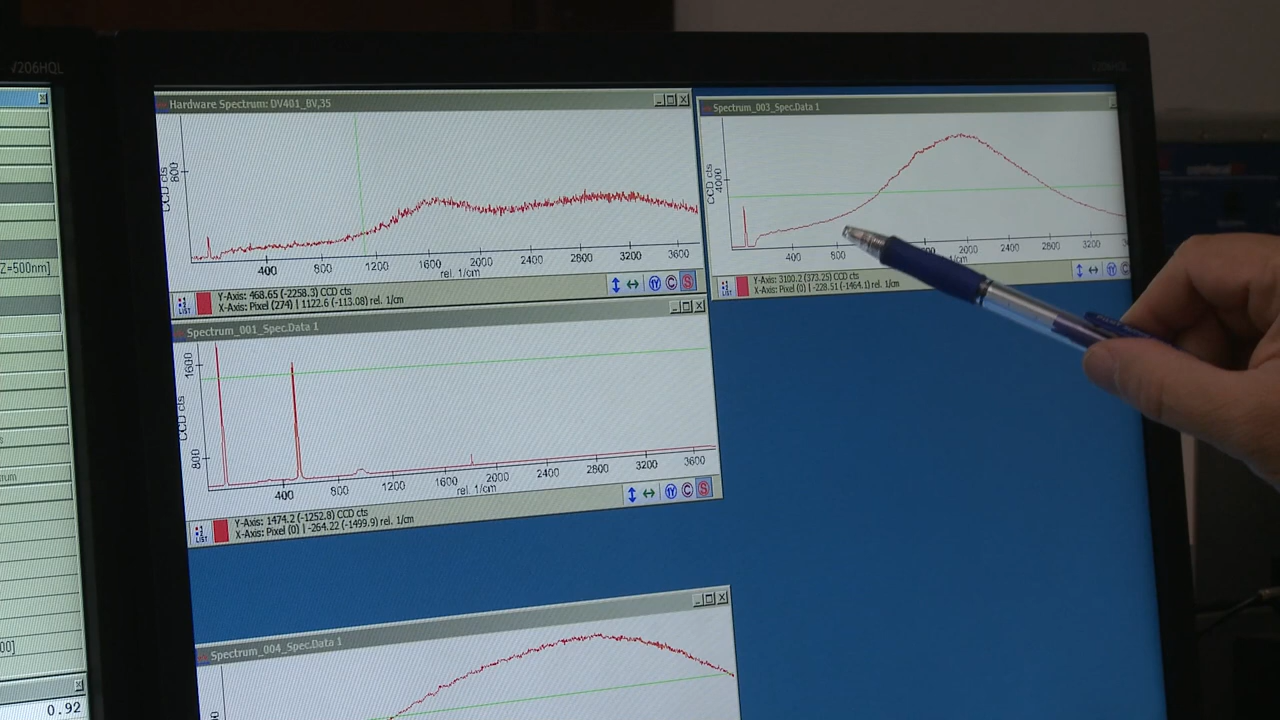 V206HQL
Z=500nm]
0.92
Hardware Spectrum: DV401_BV,35
CCD cts
800
400 800 1200 1600 2000 2400 2800 3200 3600
rel. 1/cm
LIST
Y-Axis: 468.65 (-2258.3) CCD cts
X-Axis: Pixel (274) | 1122.6 (-113.08) rel. 1/cm
Spectrum_003_Spec.Data 1
CCD cts
4000
400 800 2000 2400 2800 3200
1/cm
LIST
Y-Axis: 3100.2 (373.25) CCD cts
X-Axis: Pixel (0) | -228.51 (-1464.1) rel. 1/cm
Spectrum_001_Spec.Data 1
CCD cts
1600
800
400 800 1200 1600 2000 2400 2800 3200 3600
rel. 1/cm
LIST
Y-Axis: 1474.2 (-1252.8) CCD cts
X-Axis: Pixel (0) | -264.22 (-1499.9) rel. 1/cm
Spectrum_004_Spec.Data 1